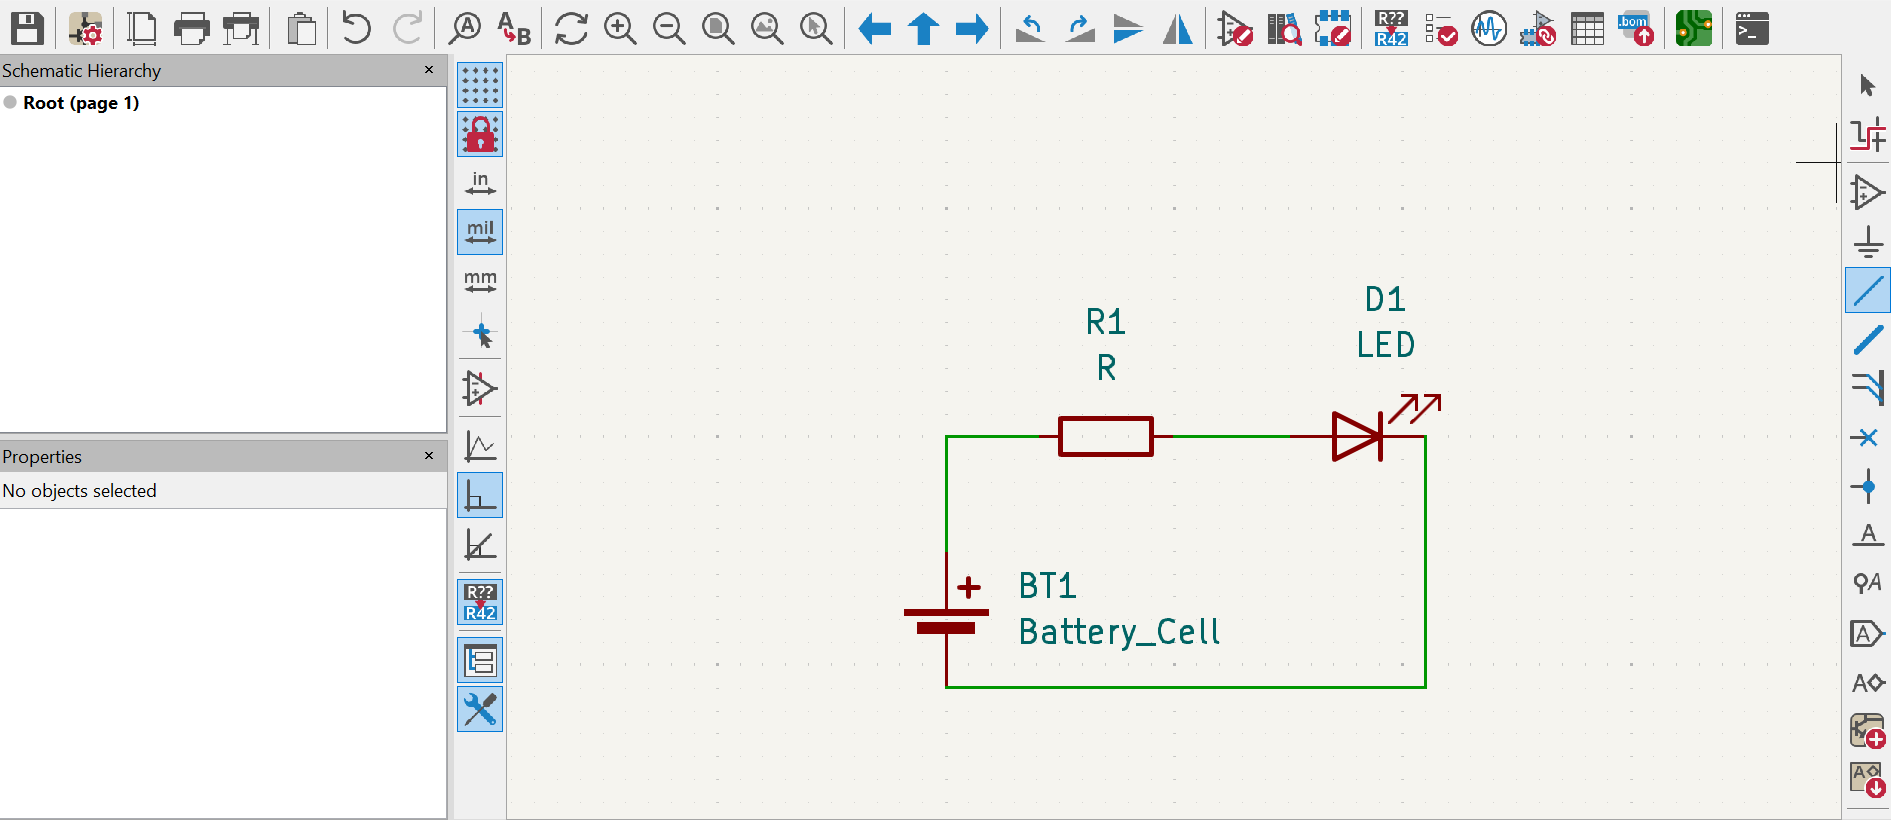 A
A
B
R??
R42
.bom
>_
Schematic Hierarchy
Root (page 1)
in
mil
mm
R??
R42
Properties
No objects selected
R1
R
D1
LED
+
BT1
Battery_Cell
A
A
A
A
A